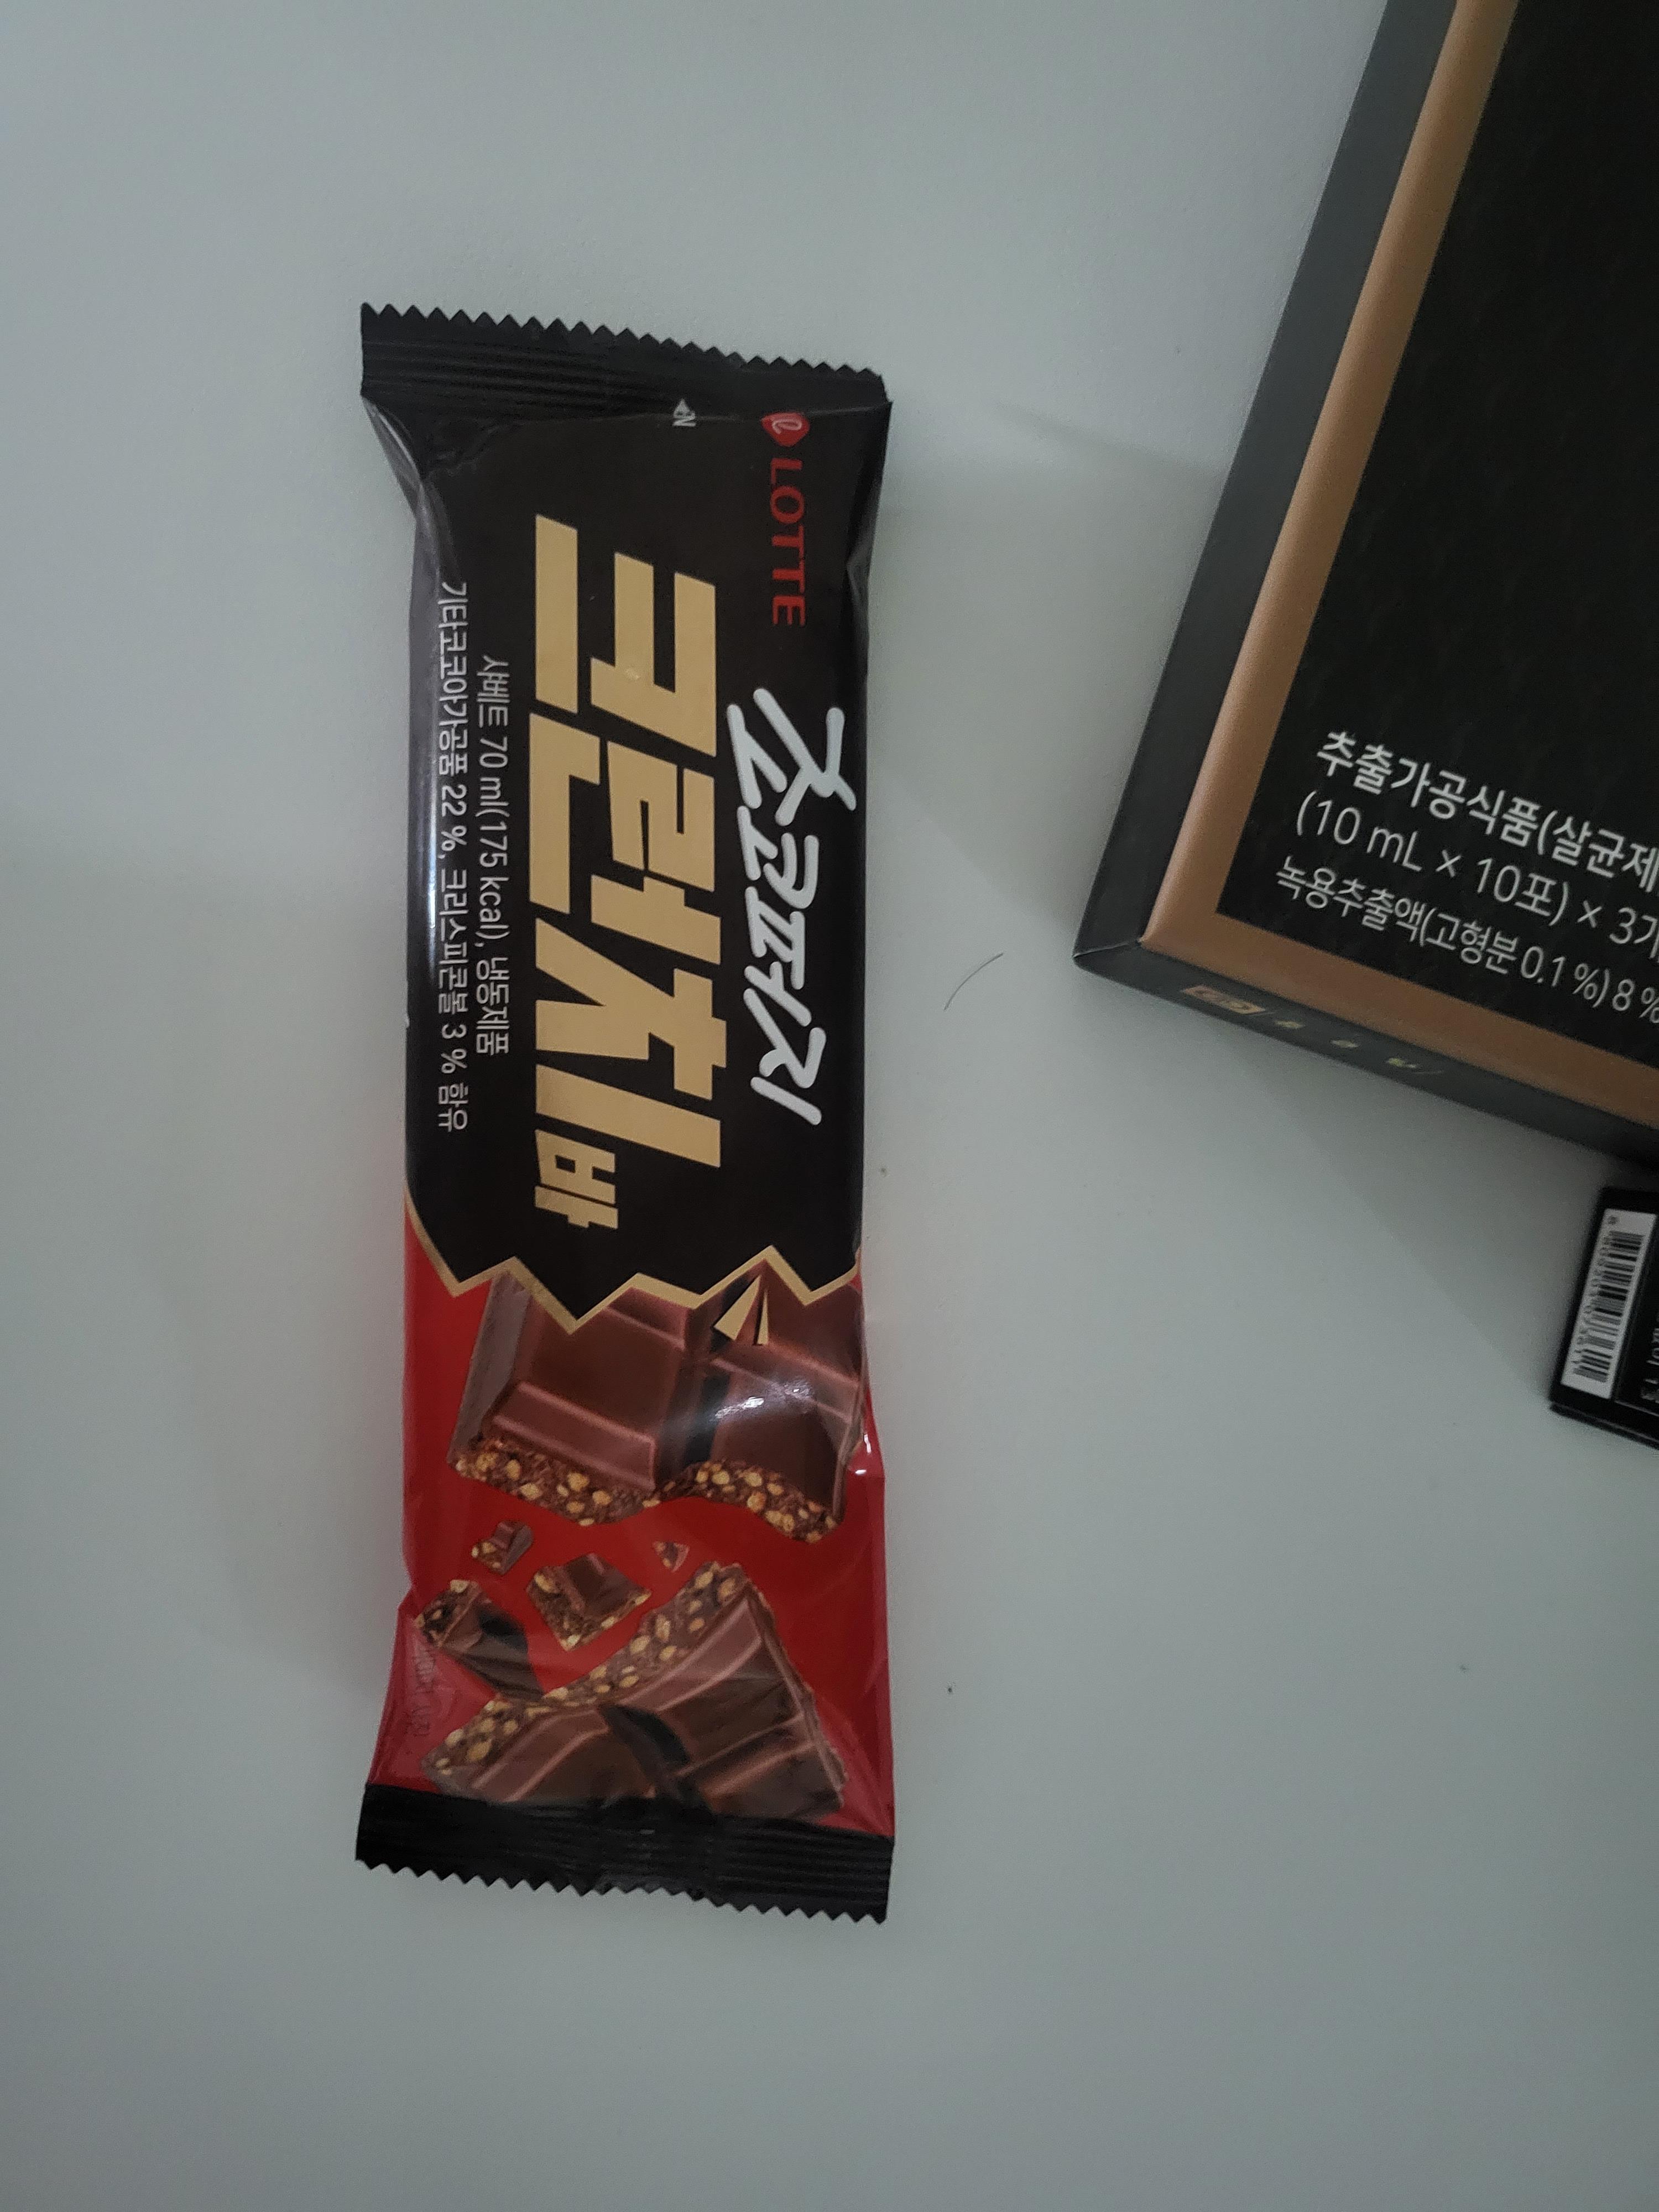 LOTTE
초코퍼지
크런치바
샤베트 70 ml(175 kcal), 냉동제품
기타코코아가공품 22 %, 크리스피콘볼 3 % 함유
추출가공식품(살균제
(10 mL × 10포) × 3개
녹용추출액(고형분 0.1 %) 8 %